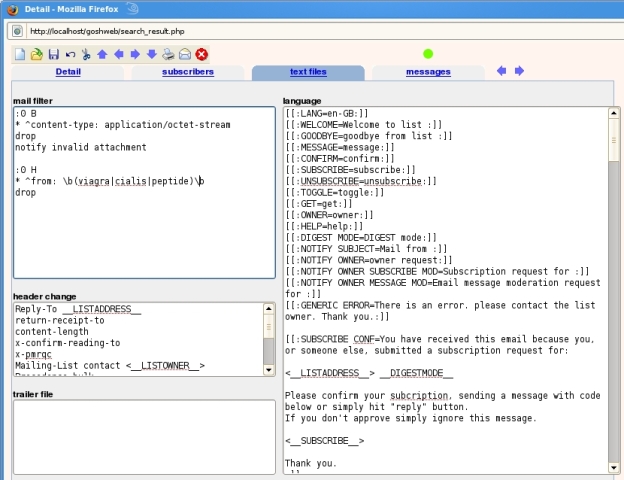 Detail - Mozilla Firefox
http://localhost/goshweb/search_result.php
Detail
subscribers
text files
messages
mail filter
:0 B
* ^content-type: application/octet-stream
drop
notify invalid attachment
:0 H
* ^from: \b(viagra|cialis|peptide)\b
drop
header change
Reply-To __LISTADDRESS__
return-receipt-to
content-length
x-confirm-reading-to
x-pmrqc
Mailing-List contact <__LISTOWNER__>
trailer file
language
[[:LANG=en-GB:]]
[[:WELCOME=Welcome to list :]]
[[:GOODBYE=goodbye from list :]]
[[:MESSAGE=message:]]
[[:CONFIRM=confirm:]]
[[:SUBSCRIBE=subscribe:]]
[[:UNSUBSCRIBE=unsubscribe:]]
[[:TOGGLE=toggle:]]
[[:GET=get:]]
[[:OWNER=owner:]]
[[:HELP=help:]]
[[:DIGEST MODE=DIGEST mode:]]
[[:NOTIFY SUBJECT=Mail from :]]
[[:NOTIFY OWNER=owner request:]]
[[:NOTIFY OWNER SUBSCRIBE MOD=Subscription request for :]]
[[:NOTIFY OWNER MESSAGE MOD=Email message moderation request
for :]]
[[:GENERIC ERROR=There is an error. please contact the list
owner. Thank you.:]]
[[:SUBSCRIBE CONF=You have received this email because you,
or someone else, submitted a subscription request for:
<__LISTADDRESS__> __DIGESTMODE__
Please confirm your subcription, sending a message with code
below or simply hit "reply" button.
If you don't approve simply ignore this message.
<__SUBSCRIBE__>
Thank you.